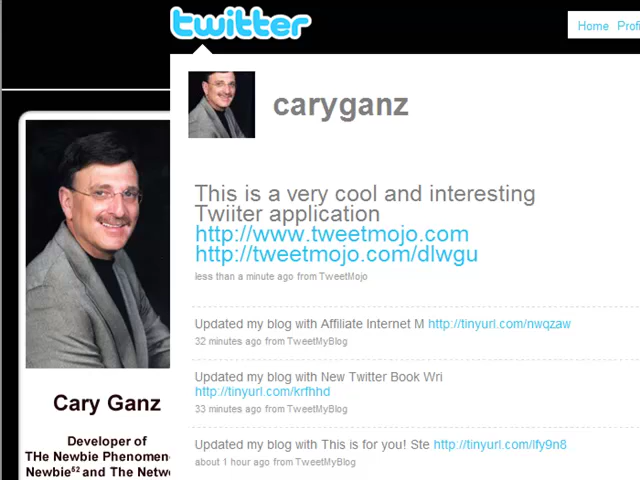 twitter
Home Profi
caryganz
This is a very cool and interesting
Twiiter application
http://www.tweetmojo.com
http://tweetmojo.com/dlwgu
less than a minute ago from TweetMojo
Updated my blog with Affiliate Internet M http://tinyurl.com/nwqzaw
32 minutes ago from TweetMyBlog
Updated my blog with New Twitter Book Wri
http://tinyurl.com/krfhhd
33 minutes ago from TweetMyBlog
Updated my blog with This is for you! Ste http://tinyurl.com/lfy9n8
about 1 hour ago from TweetMyBlog
Cary Ganz
Developer of
THe Newbie Phenomen
Newbie⁵² and The Netw